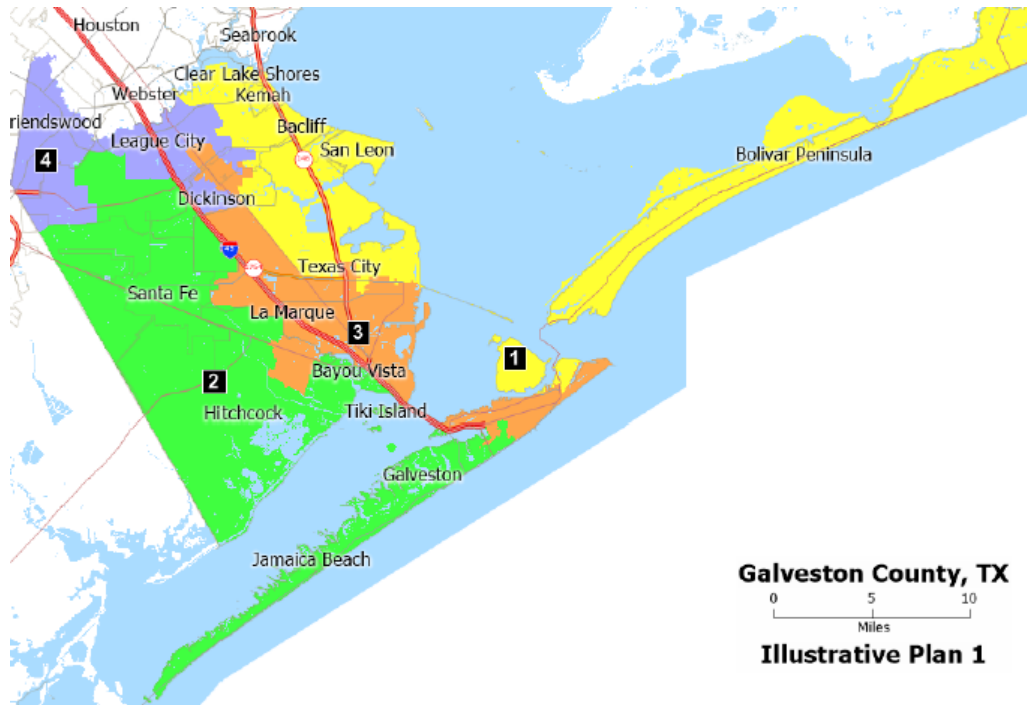 Houston
Seabrook
Clear Lake Shores
Webster
Kemah
riendswood
League City
Bacliff
San Leon
4
Bolivar Peninsula
Dickinson
45
Texas City
Santa Fe
La Marque
3
1
Bayou Vista
2
Hitchcock
Tiki Island
Galveston
Jamaica Beach
Galveston County, TX
0 5 10
Miles
Illustrative Plan 1